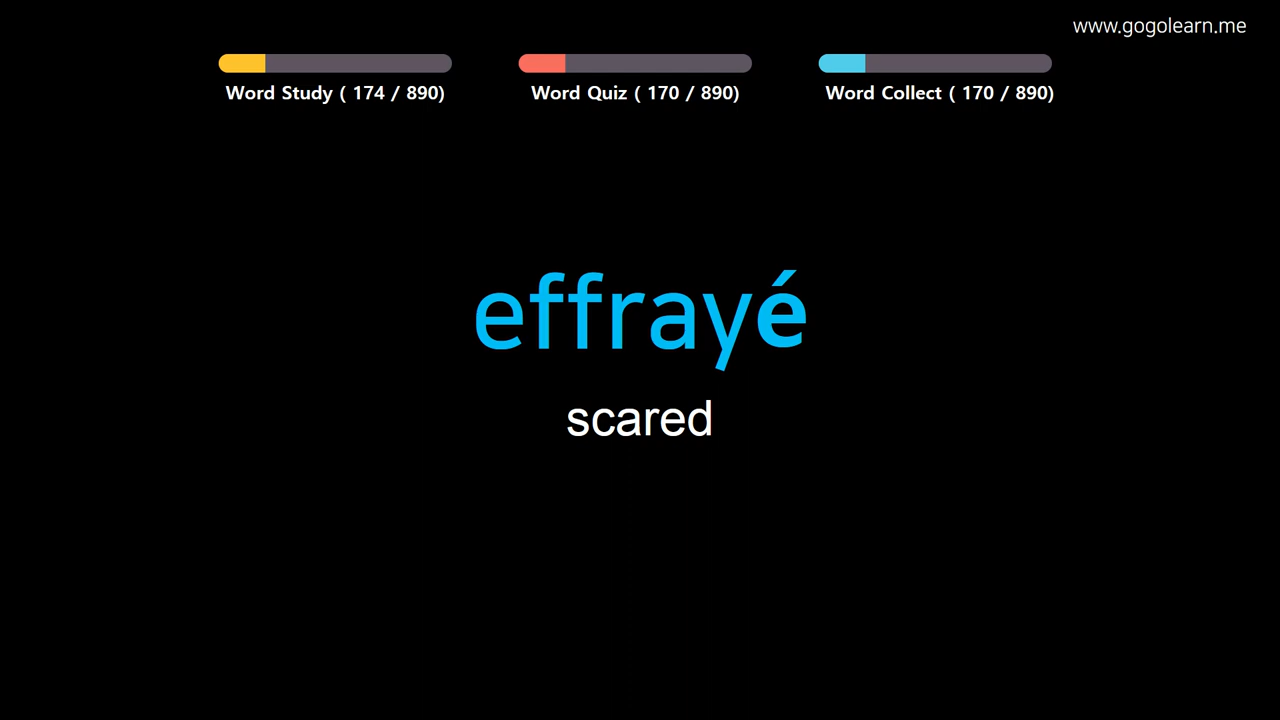 www.gogolearn.me
Word Study ( 174 / 890)
Word Quiz ( 170 / 890)
Word Collect ( 170 / 890)
effrayé
scared